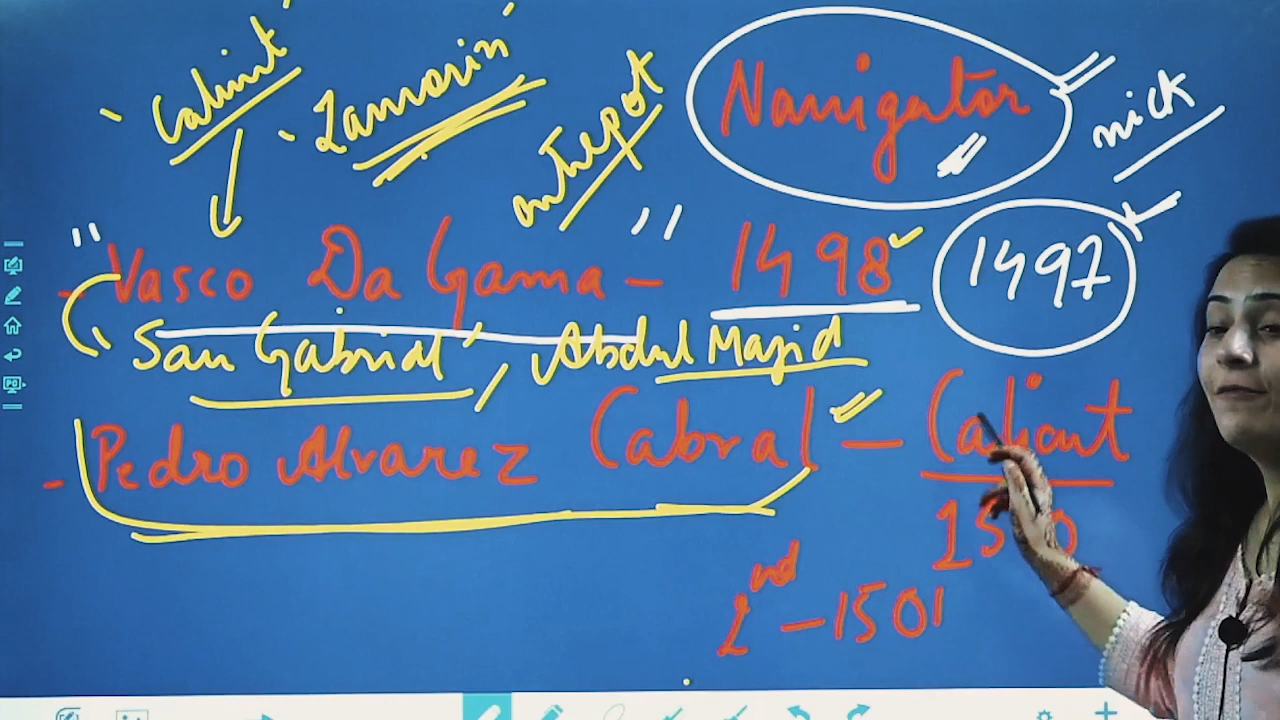 'Calicut'
'Zamorin'
entrepot
Navigator
nick
"Vasco Da Gama" - 1498
1497
'San Gabriel', Abdul Majid
- Pedro Alvarez Cabral - Calicut
2nd - 1501